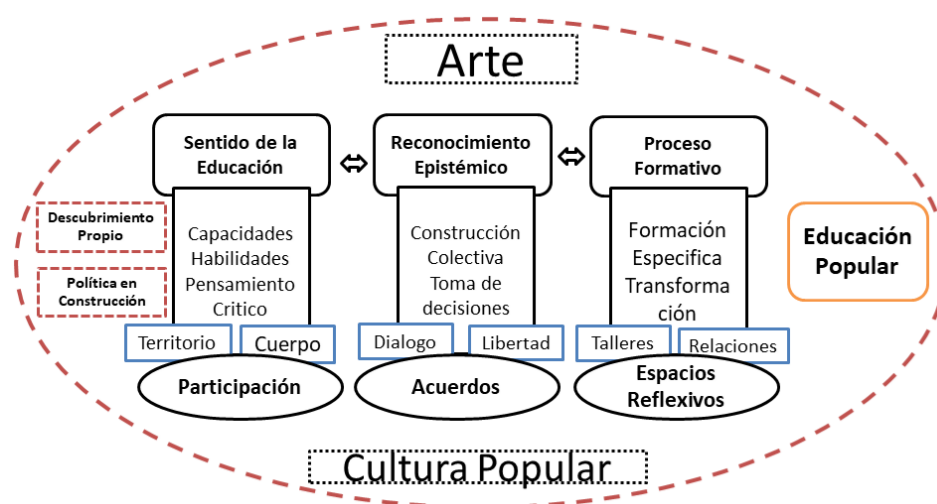 Arte
Sentido de la
Educación
Reconocimiento
Epistémico
Proceso
Formativo
Descubrimiento
Propio
Política en
Construcción
Capacidades
Habilidades
Pensamiento
Critico
Construcción
Colectiva
Toma de
decisiones
Formación
Especifica
Transforma
ción
Educación
Popular
Territorio
Cuerpo
Dialogo
Libertad
Talleres
Relaciones
Participación
Acuerdos
Espacios
Reflexivos
Cultura Popular